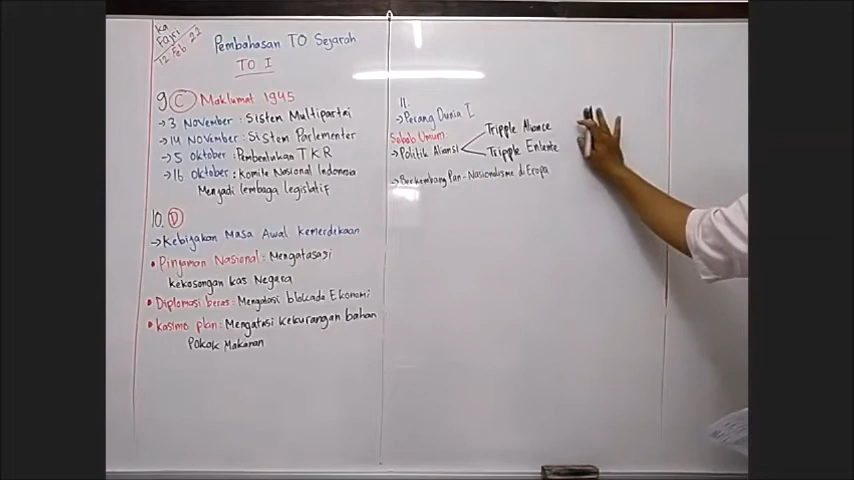 Ka
Fajri
12 Feb 22
Pembahasan TO Sejarah
TO I
9 C Maklumat 1945
→ 3 November : Sistem Multipartai
→ 14 November : Sistem Parlementer
→ 5 Oktober : Pembentukan TKR
→ 16 Oktober : Komite Nasional Indonesia
Menjadi lembaga legislatif
10. D
→ Kebijakan Masa Awal Kemerdekaan
• Pinjaman Nasional : Mengatasasi
kekosongan kas Negara
• Diplomasi beras : Mengatasi blokade Ekonomi
• Kasimo plan : Mengatasi kekurangan bahan
Pokok Makanan
11.
→ Perang Dunia I
Sebab Umum:
→ Politik Aliansi
Tripple Aliance
Tripple Entente
→ Berkembang Pan-Nasionalisme di Eropa